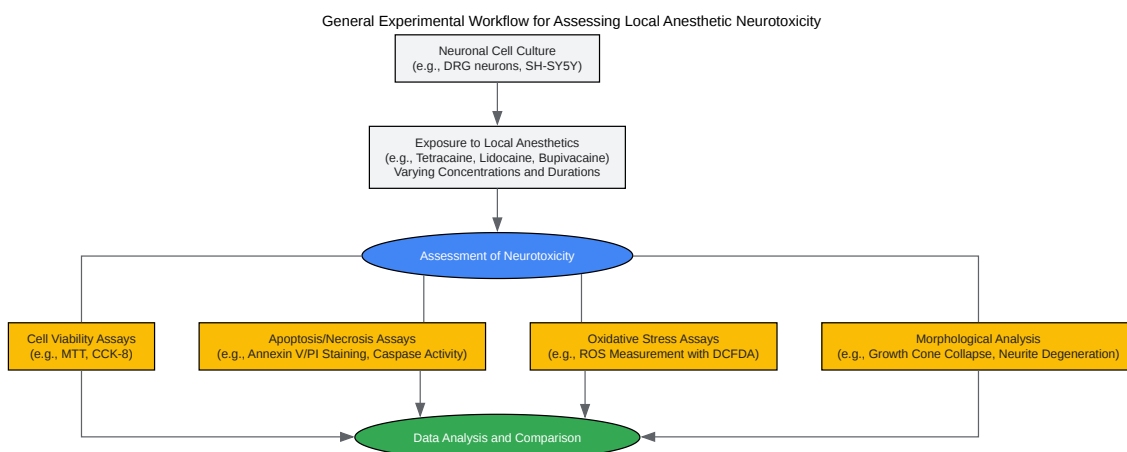 General Experimental Workflow for Assessing Local Anesthetic Neurotoxicity
Neuronal Cell Culture
(e.g., DRG neurons, SH-SY5Y)
Exposure to Local Anesthetics
(e.g., Tetracaine, Lidocaine, Bupivacaine)
Varying Concentrations and Durations
Assessment of Neurotoxicity
Cell Viability Assays
(e.g., MTT, CCK-8)
Apoptosis/Necrosis Assays
(e.g., Annexin V/PI Staining, Caspase Activity)
Oxidative Stress Assays
(e.g., ROS Measurement with DCFDA)
Morphological Analysis
(e.g., Growth Cone Collapse, Neurite Degeneration)
Data Analysis and Comparison